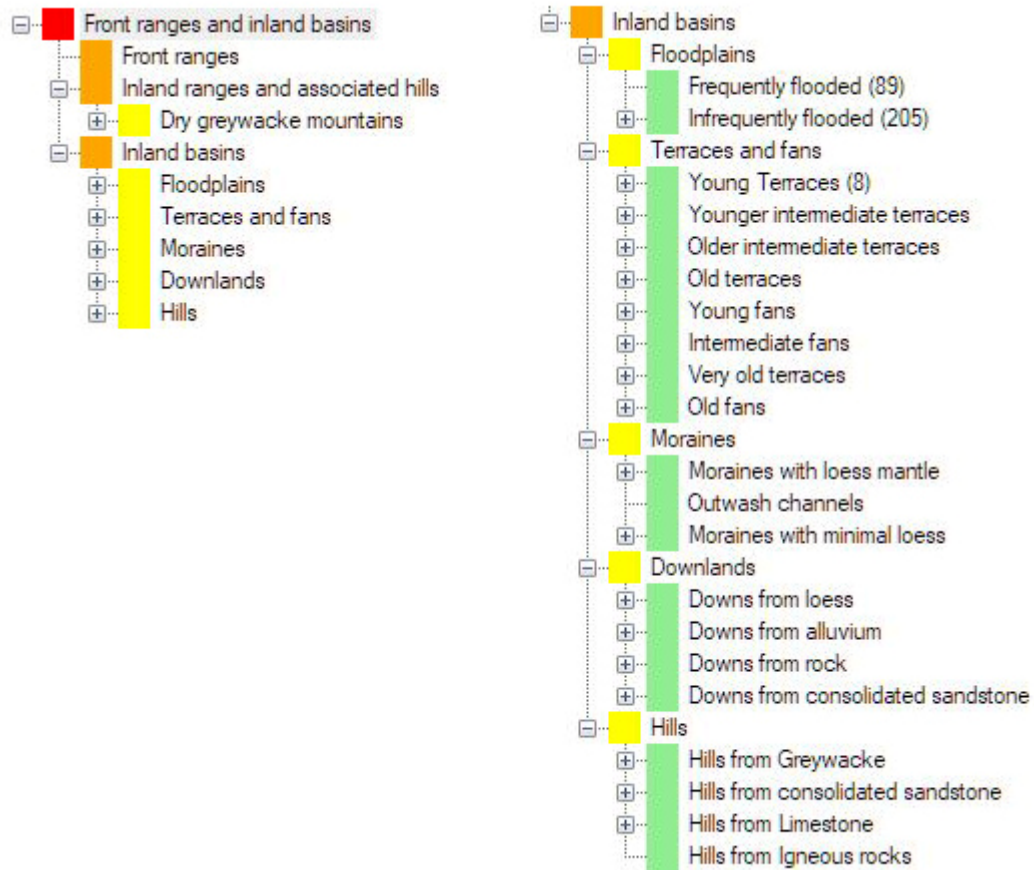 Front ranges and inland basins
Front ranges
Inland ranges and associated hills
Dry greywacke mountains
Inland basins
Floodplains
Terraces and fans
Moraines
Downlands
Hills
Inland basins
Floodplains
Frequently flooded (89)
Infrequently flooded (205)
Terraces and fans
Young Terraces (8)
Younger intermediate terraces
Older intermediate terraces
Old terraces
Young fans
Intermediate fans
Very old terraces
Old fans
Moraines
Moraines with loess mantle
Outwash channels
Moraines with minimal loess
Downlands
Downs from loess
Downs from alluvium
Downs from rock
Downs from consolidated sandstone
Hills
Hills from Greywacke
Hills from consolidated sandstone
Hills from Limestone
Hills from Igneous rocks